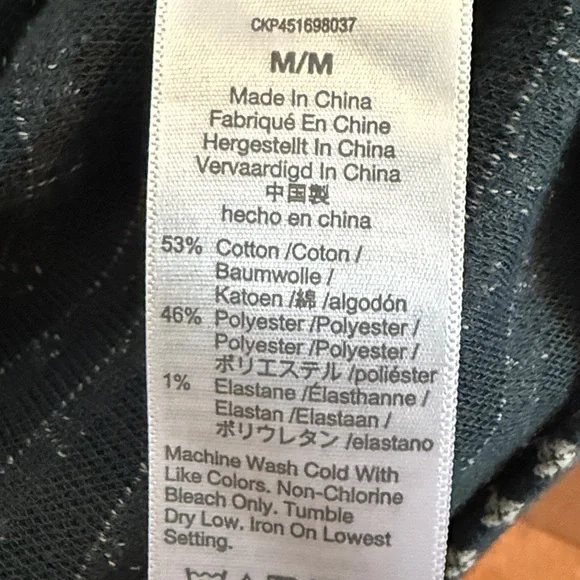 CKP451698037
M/M
Made In China
Fabriqué En Chine
Hergestellt In China
Vervaardigd In China
中国製
hecho en china
53% Cotton /Coton /
Baumwolle /
Katoen /綿 /algodón
46% Polyester /Polyester /
Polyester /Polyester /
ポリエステル /poliéster
1% Elastane /Élasthanne /
Elastan /Elastaan /
ポリウレタン /elastano
Machine Wash Cold With
Like Colors. Non-Chlorine
Bleach Only. Tumble
Dry Low. Iron On Lowest
Setting.